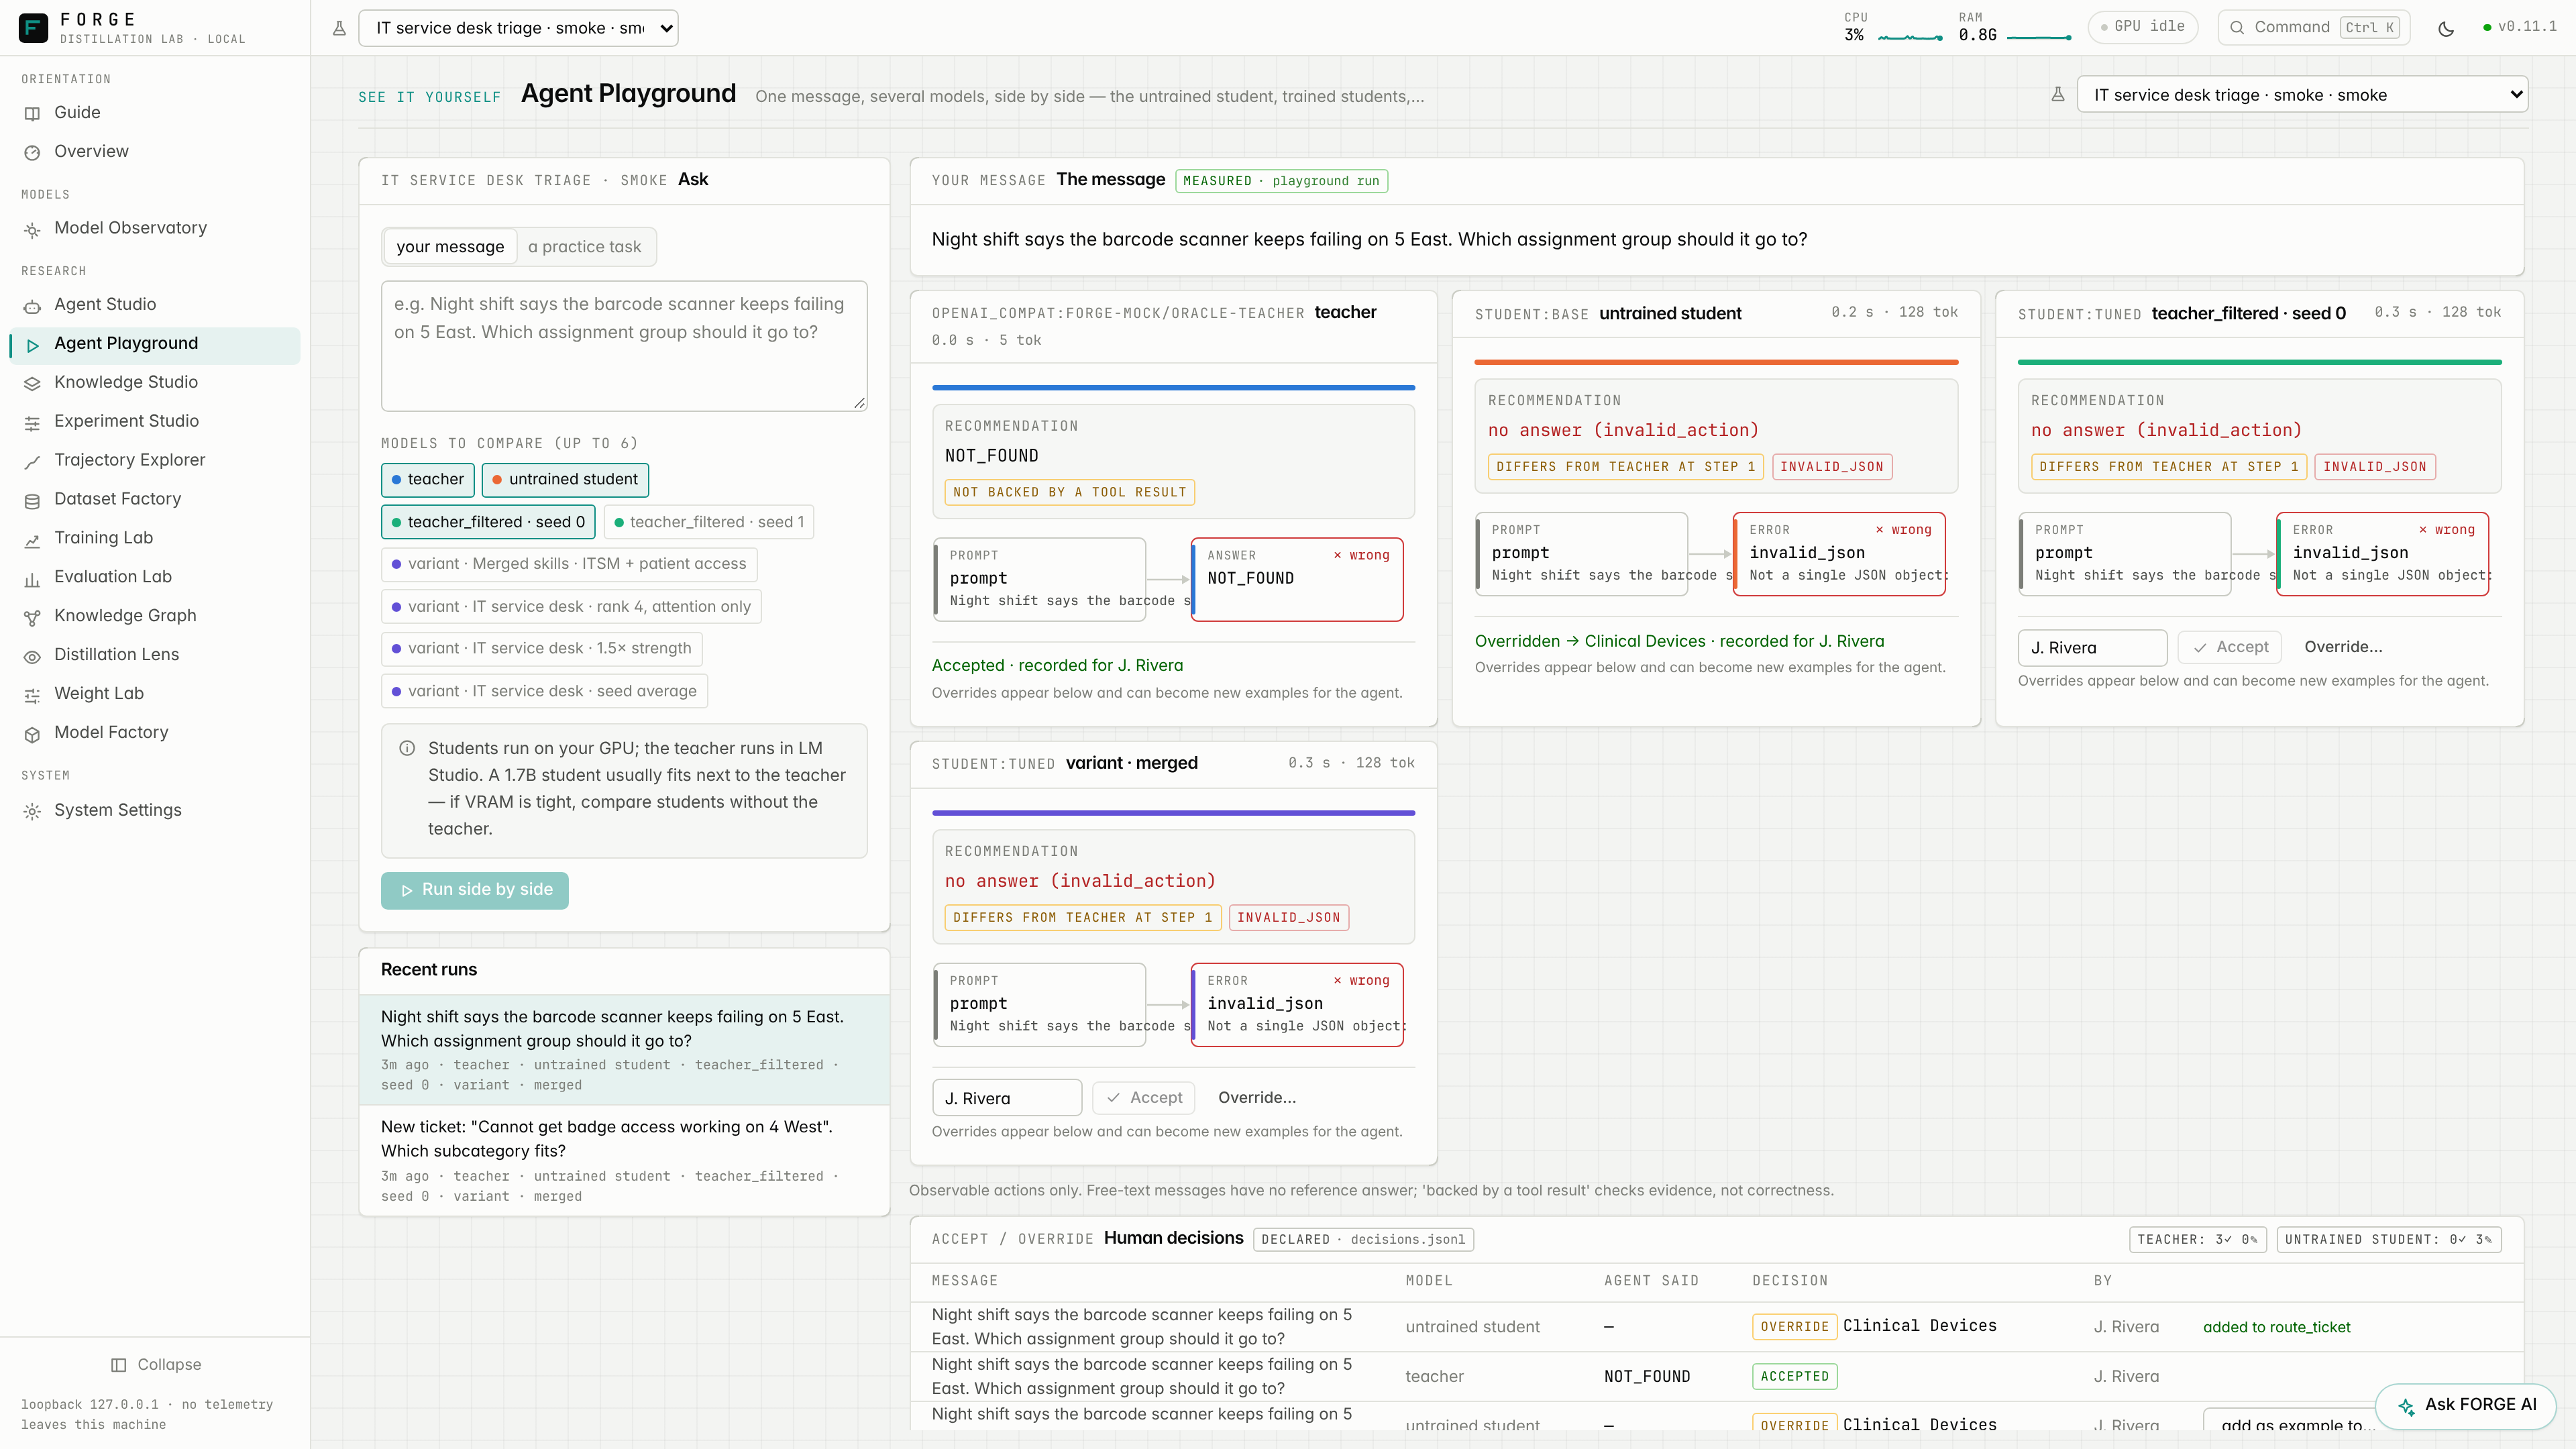 FORGE
DISTILLATION LAB · LOCAL
IT service desk triage · smoke · smo
CPU
3%
RAM
0.8G
GPU idle
Command
Ctrl K
v0.11.1
ORIENTATION
Guide
Overview
MODELS
Model Observatory
RESEARCH
Agent Studio
Agent Playground
Knowledge Studio
Experiment Studio
Trajectory Explorer
Dataset Factory
Training Lab
Evaluation Lab
Knowledge Graph
Distillation Lens
Weight Lab
Model Factory
SYSTEM
System Settings
Collapse
loopback 127.0.0.1 · no telemetry
leaves this machine
SEE IT YOURSELF Agent Playground One message, several models, side by side — the untrained student, trained students,...
IT service desk triage · smoke · smoke
IT SERVICE DESK TRIAGE · SMOKE Ask
your message
a practice task
e.g. Night shift says the barcode scanner keeps failing
on 5 East. Which assignment group should it go to?
MODELS TO COMPARE (UP TO 6)
teacher
untrained student
teacher_filtered · seed 0
teacher_filtered · seed 1
variant · Merged skills · ITSM + patient access
variant · IT service desk · rank 4, attention only
variant · IT service desk · 1.5× strength
variant · IT service desk · seed average
Students run on your GPU; the teacher runs in LM
Studio. A 1.7B student usually fits next to the teacher
— if VRAM is tight, compare students without the
teacher.
Run side by side
Recent runs
Night shift says the barcode scanner keeps failing on 5 East.
Which assignment group should it go to?
3m ago · teacher · untrained student · teacher_filtered ·
seed 0 · variant · merged
New ticket: "Cannot get badge access working on 4 West".
Which subcategory fits?
3m ago · teacher · untrained student · teacher_filtered ·
seed 0 · variant · merged
YOUR MESSAGE The message MEASURED · playground run
Night shift says the barcode scanner keeps failing on 5 East. Which assignment group should it go to?
OPENAI_COMPAT:FORGE-MOCK/ORACLE-TEACHER teacher
0.0 s · 5 tok
RECOMMENDATION
NOT_FOUND
NOT BACKED BY A TOOL RESULT
PROMPT
prompt
Night shift says the barcode s
ANSWER
× wrong
NOT_FOUND
Accepted · recorded for J. Rivera
Overrides appear below and can become new examples for the agent.
STUDENT:BASE untrained student
0.2 s · 128 tok
RECOMMENDATION
no answer (invalid_action)
DIFFERS FROM TEACHER AT STEP 1
INVALID_JSON
PROMPT
prompt
Night shift says the barcode s
ERROR
× wrong
invalid_json
Not a single JSON object:
Overridden → Clinical Devices · recorded for J. Rivera
Overrides appear below and can become new examples for the agent.
STUDENT:TUNED teacher_filtered · seed 0
0.3 s · 128 tok
RECOMMENDATION
no answer (invalid_action)
DIFFERS FROM TEACHER AT STEP 1
INVALID_JSON
PROMPT
prompt
Night shift says the barcode s
ERROR
× wrong
invalid_json
Not a single JSON object:
J. Rivera
Accept
Override...
Overrides appear below and can become new examples for the agent.
STUDENT:TUNED variant · merged
0.3 s · 128 tok
RECOMMENDATION
no answer (invalid_action)
DIFFERS FROM TEACHER AT STEP 1
INVALID_JSON
PROMPT
prompt
Night shift says the barcode s
ERROR
× wrong
invalid_json
Not a single JSON object:
J. Rivera
Accept
Override...
Overrides appear below and can become new examples for the agent.
Observable actions only. Free-text messages have no reference answer; 'backed by a tool result' checks evidence, not correctness.
ACCEPT / OVERRIDE Human decisions DECLARED · decisions.jsonl
TEACHER: 3✓ 0✎
UNTRAINED STUDENT: 0✓ 3✎
MESSAGE
MODEL
AGENT SAID
DECISION
BY
Night shift says the barcode scanner keeps failing on 5
East. Which assignment group should it go to?
untrained student
—
OVERRIDE Clinical Devices
J. Rivera
added to route_ticket
Night shift says the barcode scanner keeps failing on 5
East. Which assignment group should it go to?
teacher
NOT_FOUND
ACCEPTED
J. Rivera
Night shift says the barcode scanner keeps failing on 5
untrained student
—
OVERRIDE Clinical Devices
J. Rivera
add as example to...
Ask FORGE AI